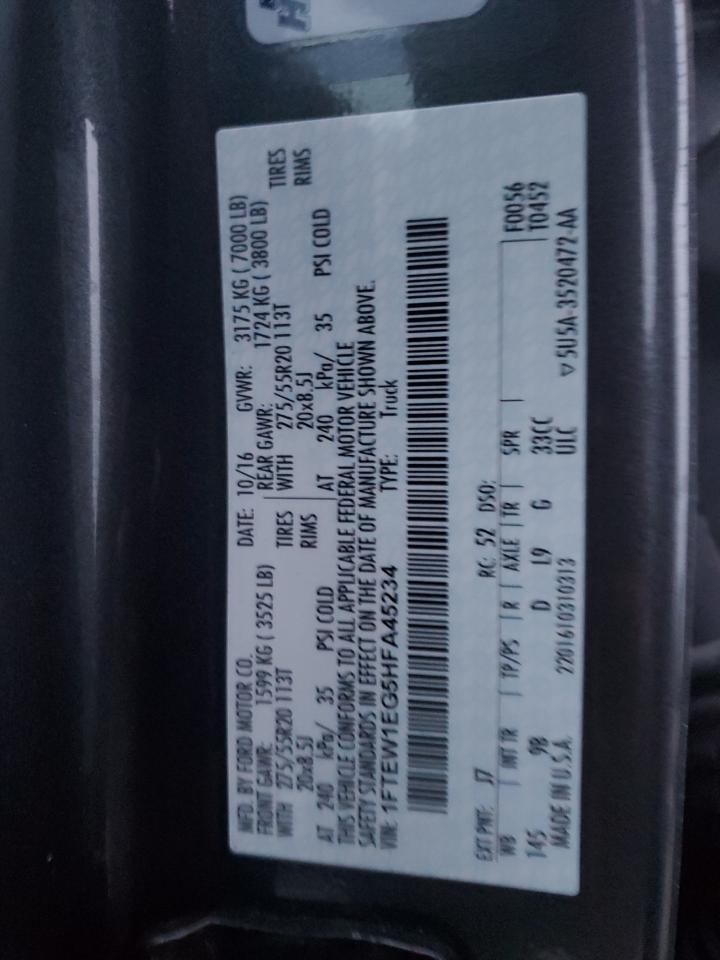 MFD. BY FORD MOTOR CO. DATE: 10/16 GVWR: 3175 KG ( 7000 LB)
FRONT GAWR: 1599 KG ( 3525 LB) REAR GAWR: 1724 KG ( 3800 LB)
WITH 275/55R20 113T TIRES WITH 275/55R20 113T TIRES
20x8.5J RIMS 20x8.5J RIMS
AT 240 kPa/ 35 PSI COLD AT 240 kPa/ 35 PSI COLD
THIS VEHICLE CONFORMS TO ALL APPLICABLE FEDERAL MOTOR VEHICLE
SAFETY STANDARDS IN EFFECT ON THE DATE OF MANUFACTURE SHOWN ABOVE.
VIN: 1FTEW1EG5HFA45234 TYPE: Truck
EXT PNT: J7 RC: 52 DSO:
WB INT TR TP/PS R AXLE TR SPR F0056
145 9B D L9 G 33CC T0452
MADE IN U.S.A. 2201610310313 ULC ▽5U5A-3520472-AA